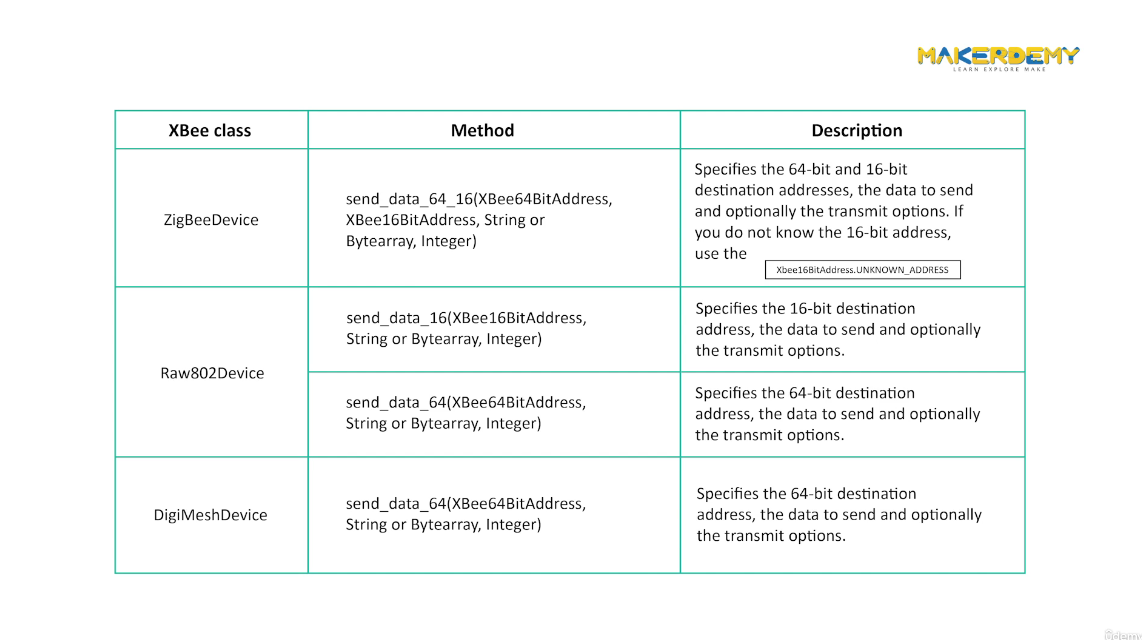 MAKERDEMY
LEARN EXPLORE MAKE
XBee class
Method
Description
ZigBeeDevice
send_data_64_16(XBee64BitAddress,
XBee16BitAddress, String or
Bytearray, Integer)
Specifies the 64-bit and 16-bit
destination addresses, the data to send
and optionally the transmit options. If
you do not know the 16-bit address,
use the
Xbee16BitAddress.UNKNOWN_ADDRESS
Raw802Device
send_data_16(XBee16BitAddress,
String or Bytearray, Integer)
Specifies the 16-bit destination
address, the data to send and optionally
the transmit options.
send_data_64(XBee64BitAddress,
String or Bytearray, Integer)
Specifies the 64-bit destination
address, the data to send and optionally
the transmit options.
DigiMeshDevice
send_data_64(XBee64BitAddress,
String or Bytearray, Integer)
Specifies the 64-bit destination
address, the data to send and optionally
the transmit options.